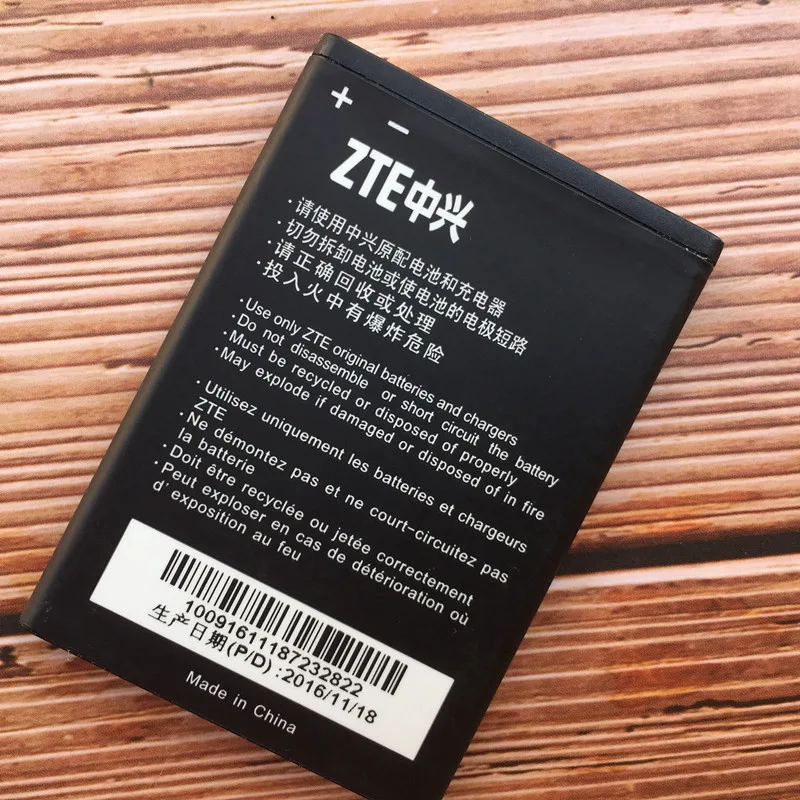 + −
ZTE中兴
·请使用中兴原配电池和充电器
·切勿拆卸电池或使电池的电极短路
·请正确回收或处理
·投入火中有爆炸危险
·Use only ZTE original batteries and chargers
·Do not disassemble or short circuit the battery
·Must be recycled or disposed of properly
·May explode if damaged or disposed of in fire
·Utilisez uniquement les batteries et chargeurs
ZTE
·Ne démontez pas et ne court-circuitez pas
la batterie
·Doit être recyclée ou jetée correctement
·Peut exploser en cas de détérioration où
d'exposition au feu
10091611187232822
生产日期(P/D):2016/11/18
Made in China